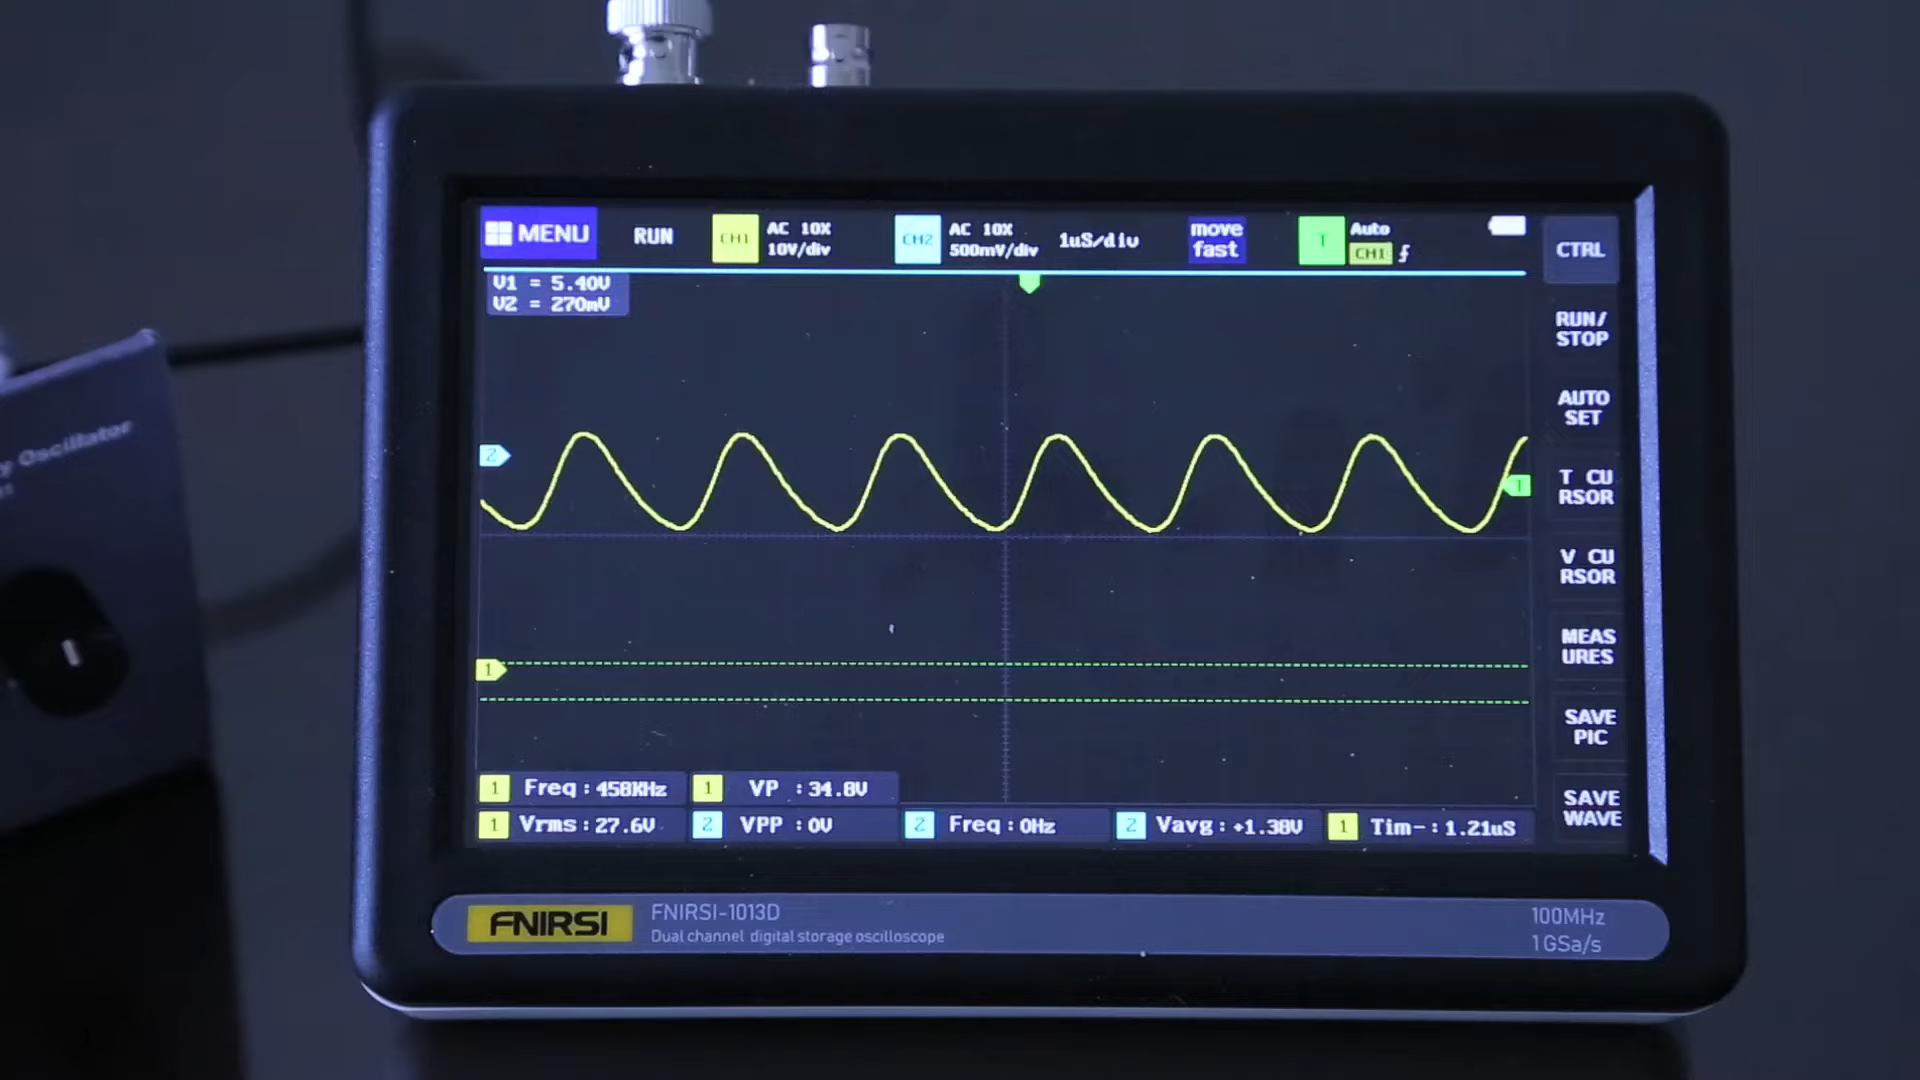 MENU
RUN
CH1
AC 10X
10V/div
CH2
AC 10X
500mV/div
1uS/div
move
fast
T
Auto
CH1
CTRL
V1 = 5.40V
V2 = 270mV
RUN/
STOP
AUTO
SET
2
T
T CU
RSOR
V CU
RSOR
1
MEAS
URES
SAVE
PIC
SAVE
WAVE
1 Freq:458KHz
1 VP :34.8V
1 Vrms:27.6V
2 VPP :0V
2 Freq:0Hz
2 Vavg:+1.38V
1 Tim-:1.21uS
FNIRSI
FNIRSI-1013D
Dual channel digital storage oscilloscope
100MHz
1GSa/s
Oscillator